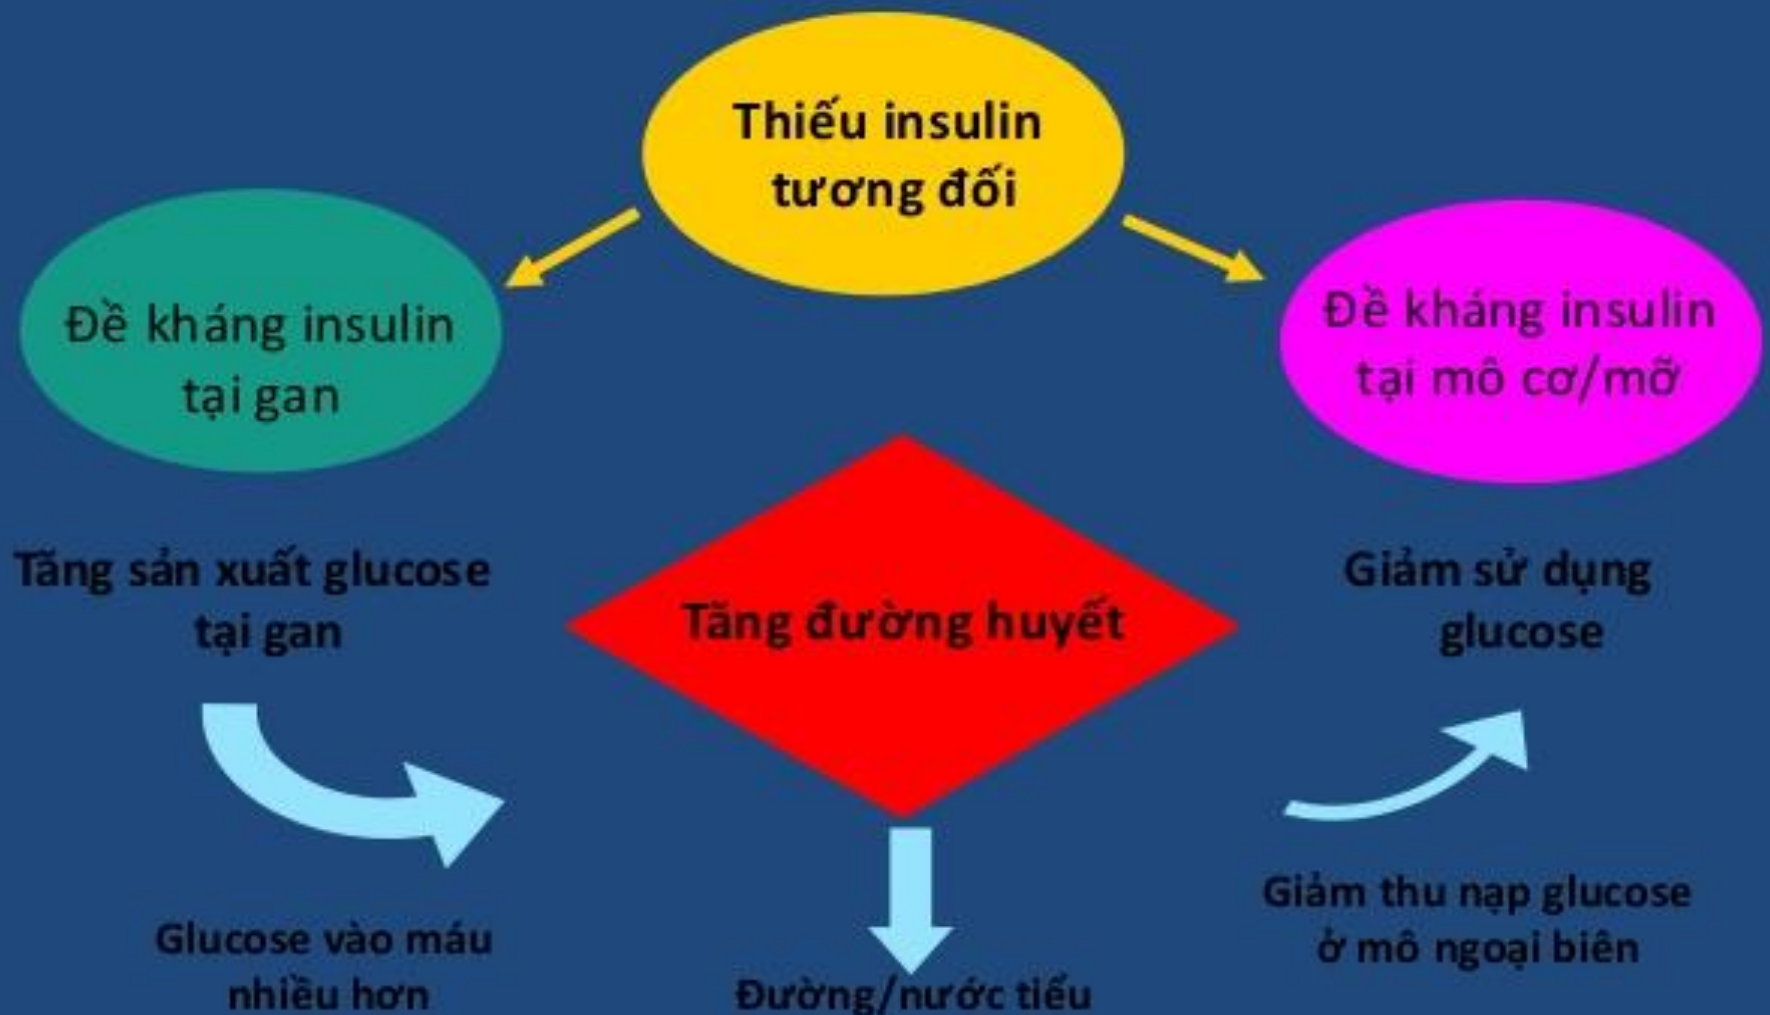 Thiếu insulin
tương đối
Đề kháng insulin
tại gan
Đề kháng insulin
tại mô cơ/mỡ
Tăng sản xuất glucose
tại gan
Tăng đường huyết
Giảm sử dụng
glucose
Glucose vào máu
nhiều hơn
Đường/nước tiểu
Giảm thu nạp glucose
ở mô ngoại biên